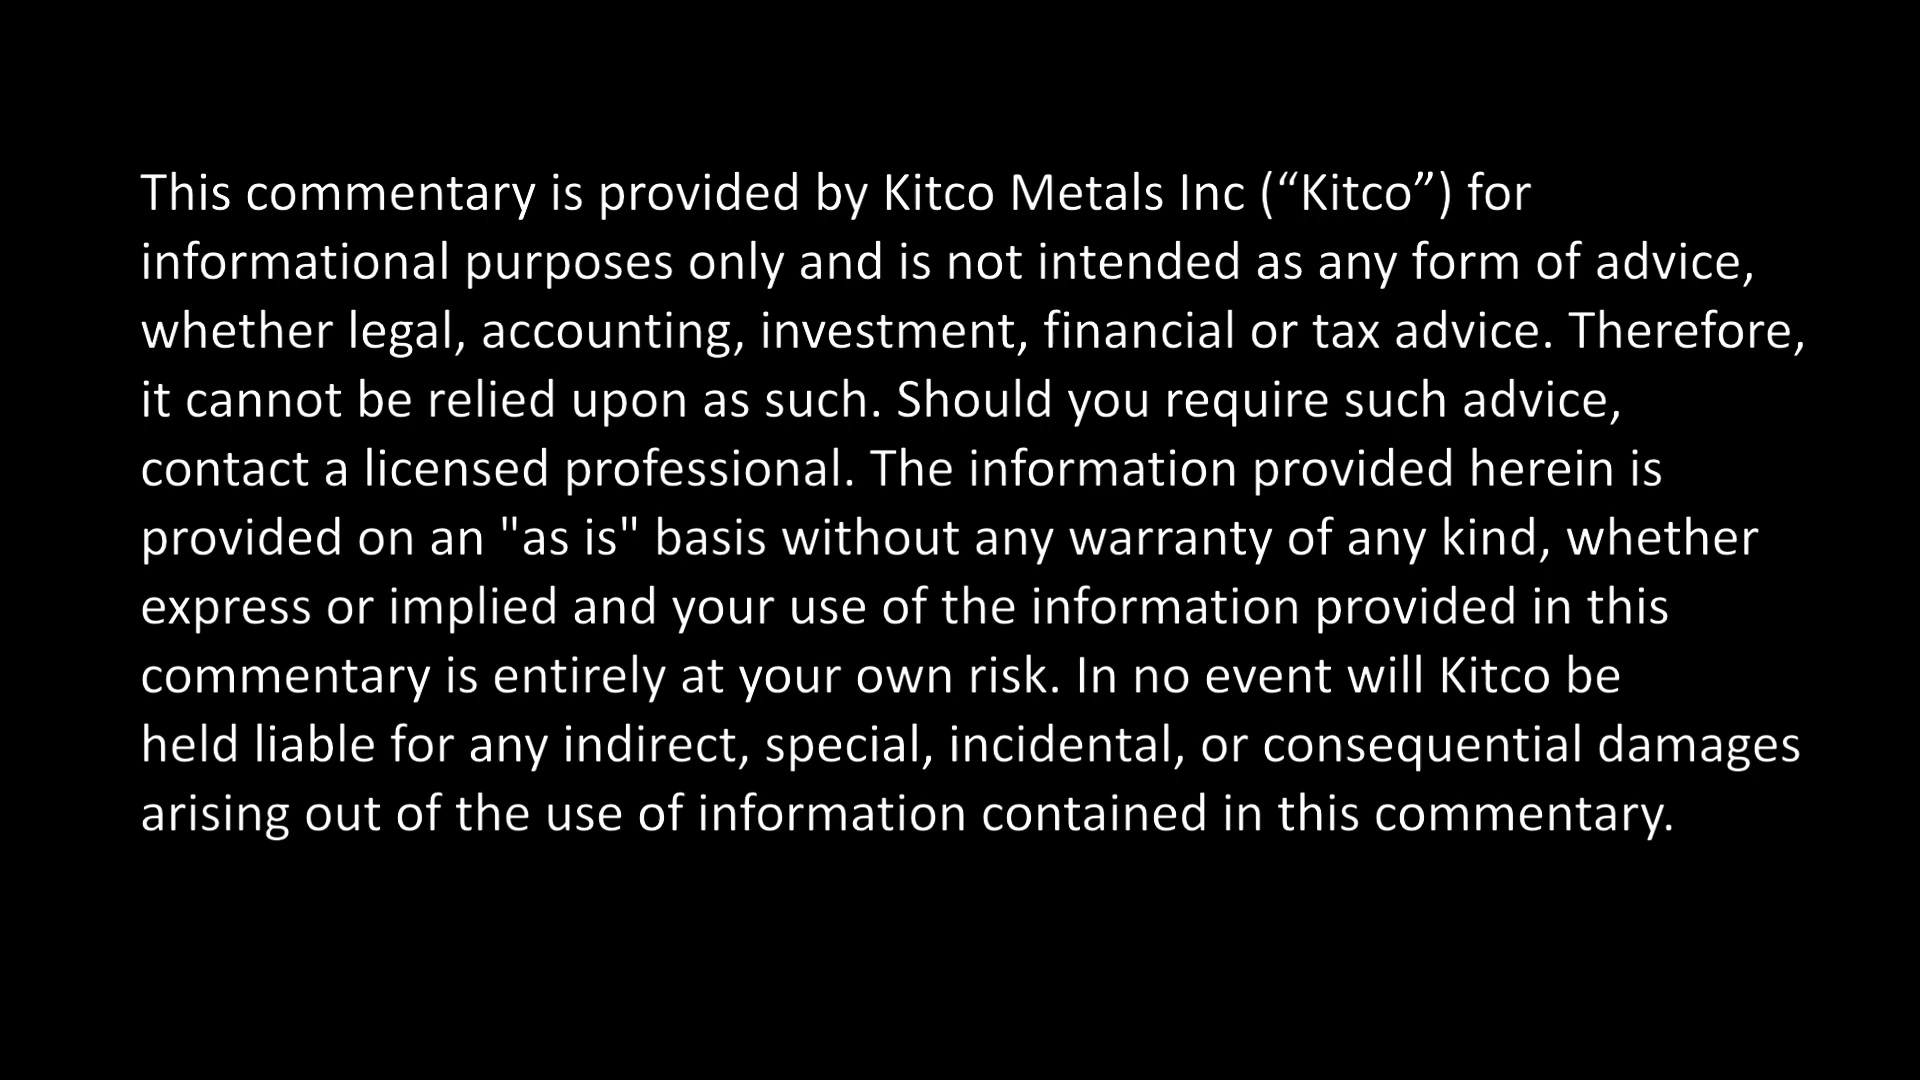 This commentary is provided by Kitco Metals Inc (“Kitco”) for
informational purposes only and is not intended as any form of advice,
whether legal, accounting, investment, financial or tax advice. Therefore,
it cannot be relied upon as such. Should you require such advice,
contact a licensed professional. The information provided herein is
provided on an "as is" basis without any warranty of any kind, whether
express or implied and your use of the information provided in this
commentary is entirely at your own risk. In no event will Kitco be
held liable for any indirect, special, incidental, or consequential damages
arising out of the use of information contained in this commentary.